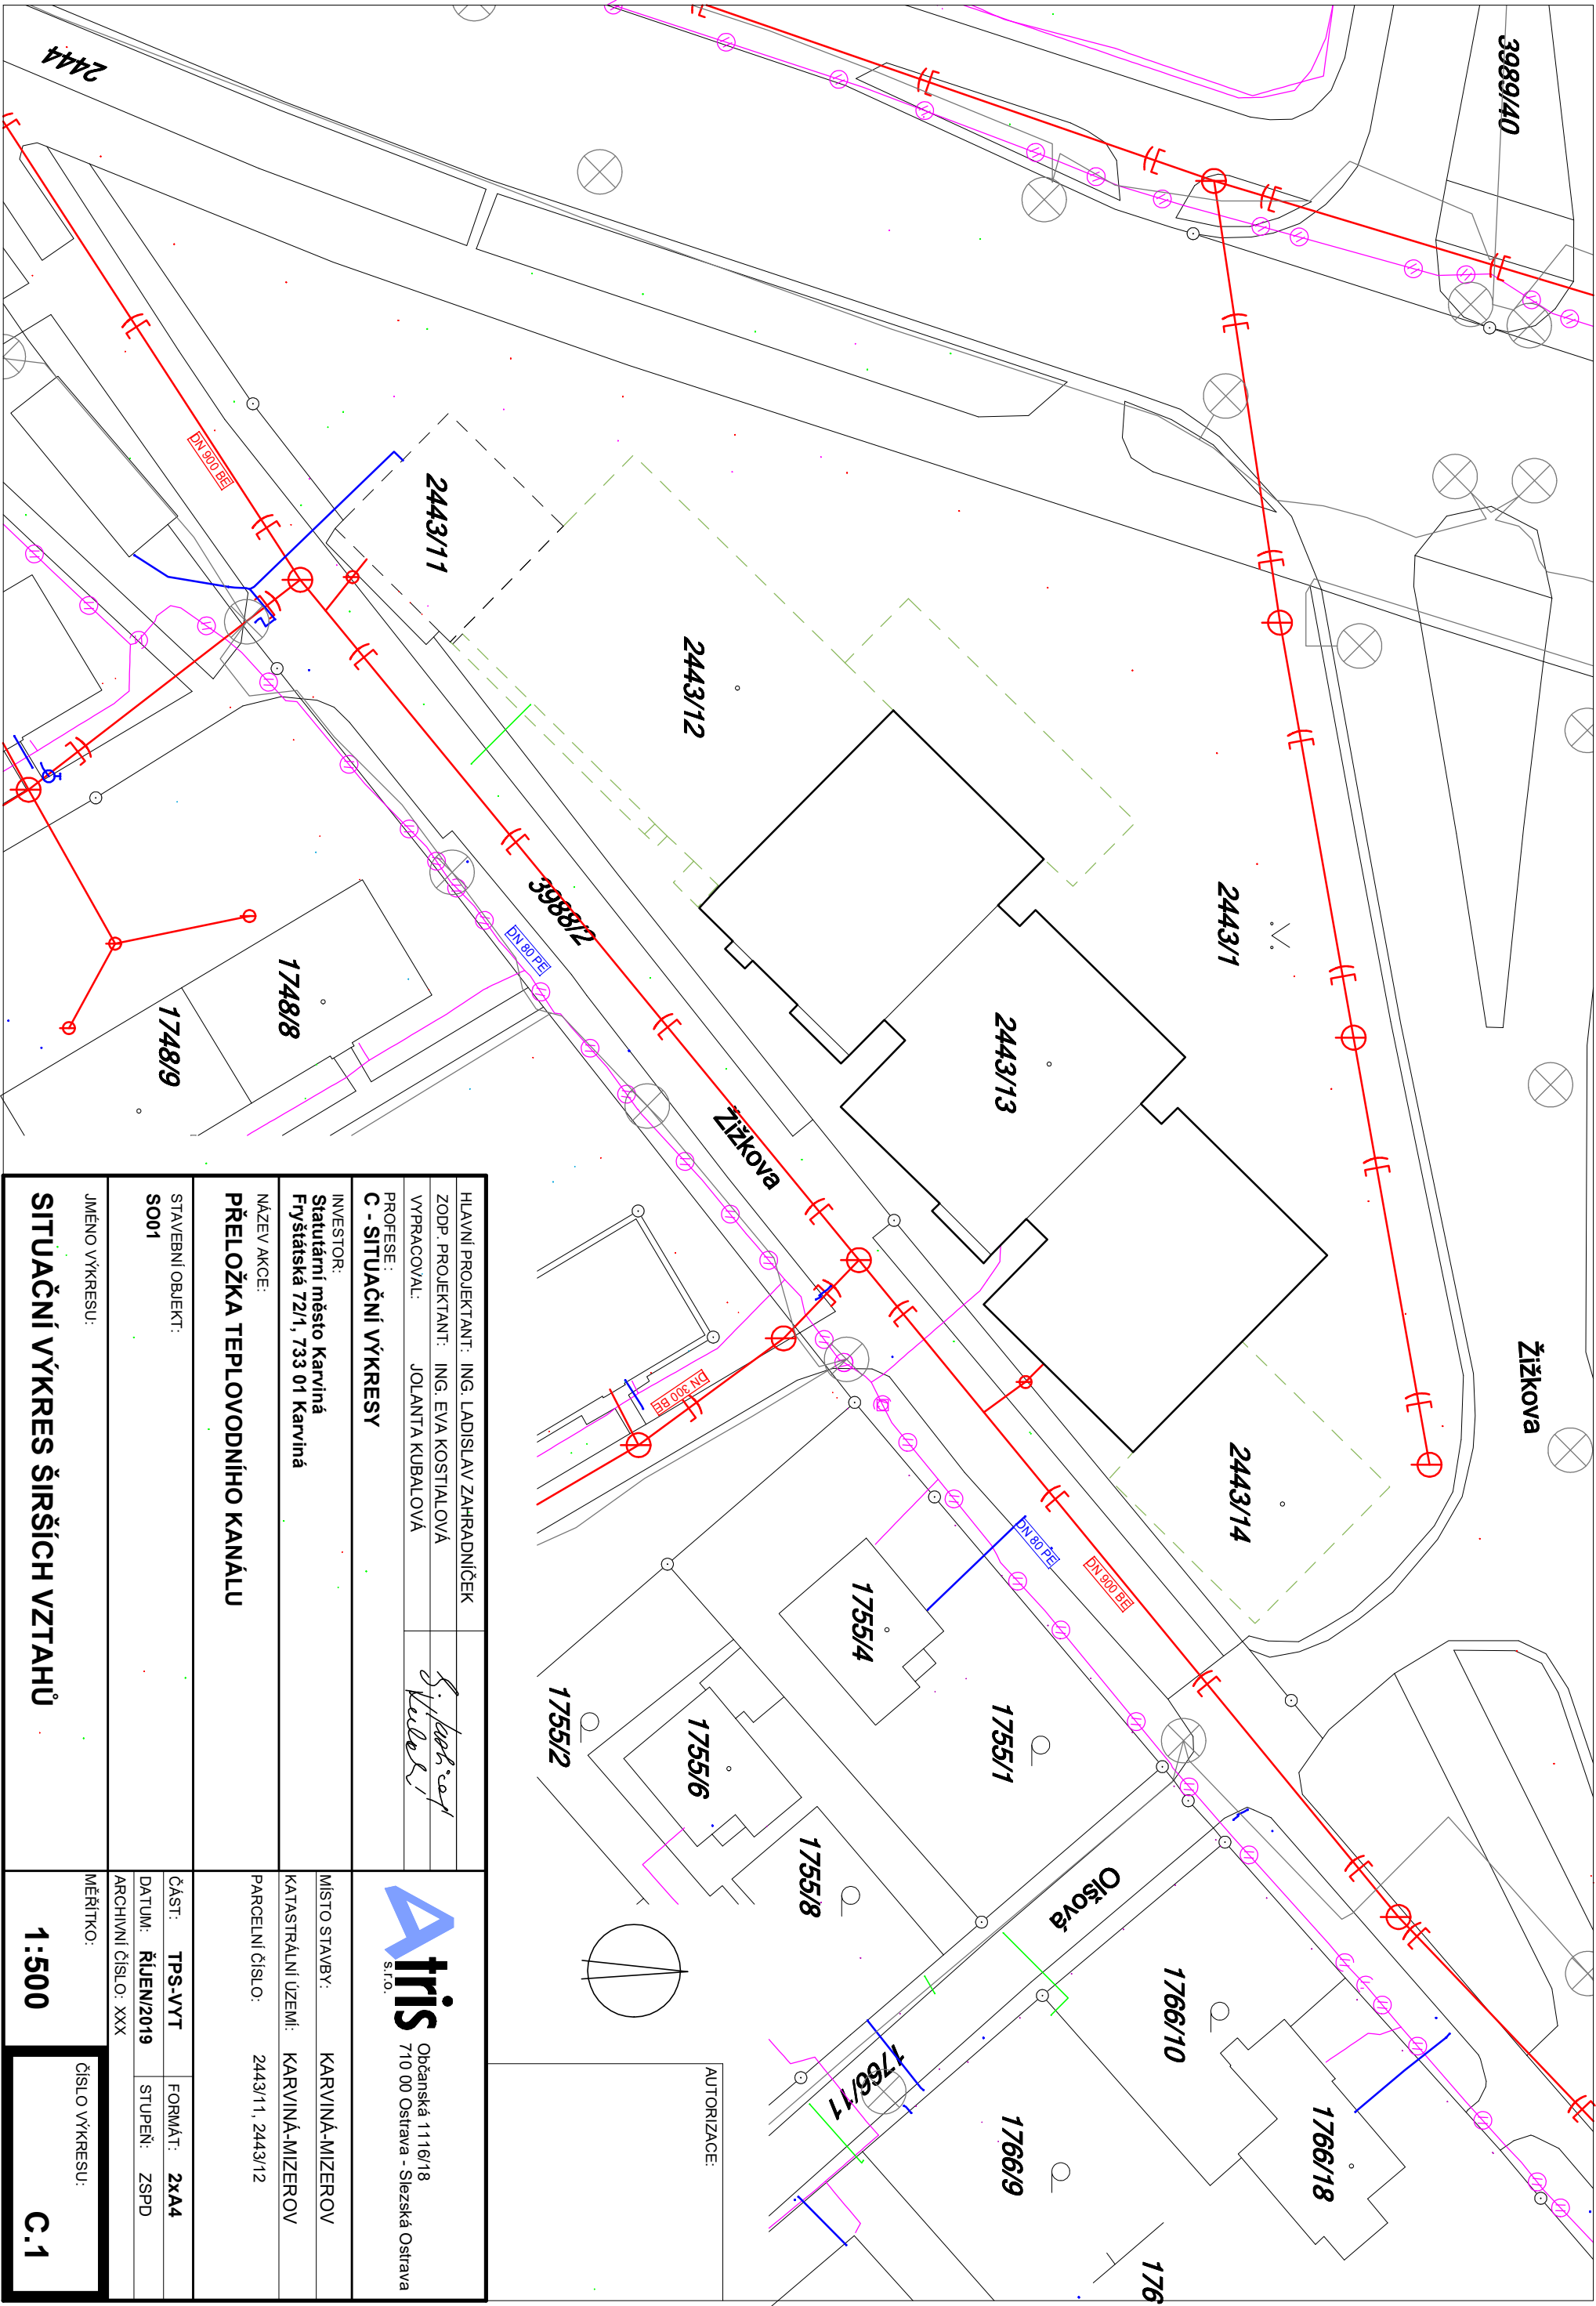 3989/40
2444
DN 900 BE
2443/11
2443/12
2443/1
3988/2
DN 80 PE
1748/8
1748/9
2443/13
Žižkova
Žižkova
2443/14
DN 300 BE
DN 80 PE
DN 900 BE
1755/4
1755/1
1755/2
1755/6
1755/8
Olšová
1766/10
1766/11
1766/9
1766/18
176
AUTORIZACE:
HLAVNÍ PROJEKTANT: ING. LADISLAV ZAHRADNÍČEK
ZODP. PROJEKTANT: ING. EVA KOSTIALOVÁ
VYPRACOVAL: JOLANTA KUBALOVÁ
PROFESE:
C - SITUAČNÍ VÝKRESY
INVESTOR:
Statutární město Karviná
Fryštátská 72/1, 733 01 Karviná
NÁZEV AKCE:
PŘELOŽKA TEPLOVODNÍHO KANÁLU
STAVEBNÍ OBJEKT:
SO01
JMÉNO VÝKRESU:
SITUAČNÍ VÝKRES ŠIRŠÍCH VZTAHŮ
Atris
s.r.o.
Občanská 1116/18
710 00 Ostrava - Slezská Ostrava
MÍSTO STAVBY: KARVINÁ-MIZEROV
KATASTRÁLNÍ ÚZEMÍ: KARVINÁ-MIZEROV
PARCELNÍ ČÍSLO: 2443/11, 2443/12
ČÁST: TPS-VYT FORMÁT: 2xA4
DATUM: ŘÍJEN/2019 STUPEŇ: ZSPD
ARCHIVNÍ ČÍSLO: XXX
MĚŘÍTKO:
1:500
ČÍSLO VÝKRESU:
C.1